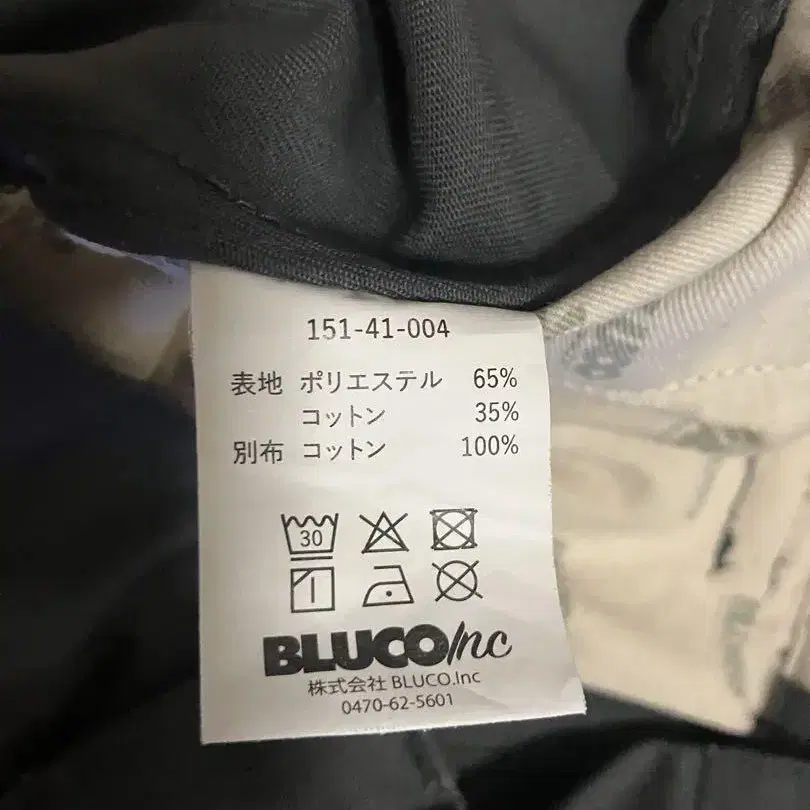 151-41-004
表地 ポリエステル 65%
コットン 35%
別布 コットン 100%
30
BLUCO Inc
株式会社 BLUCO.Inc
0470-62-5601